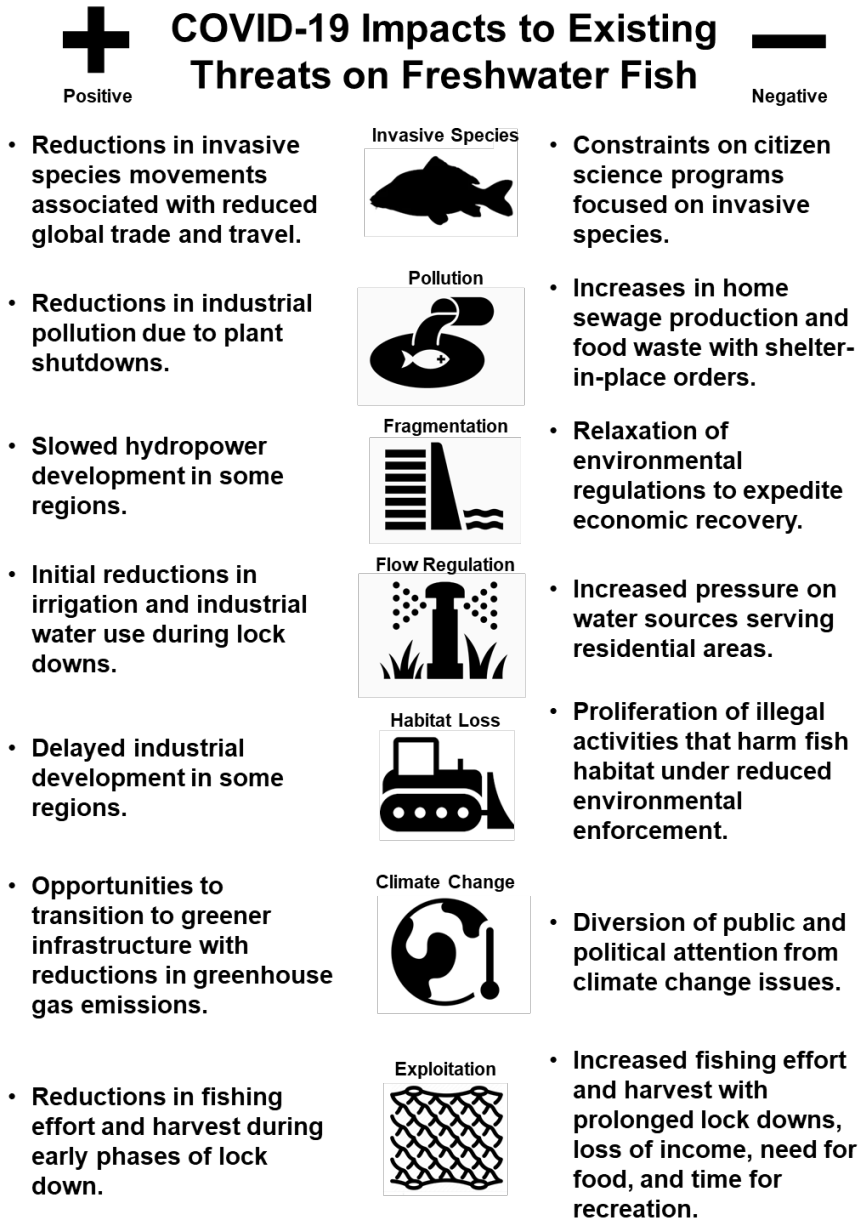 COVID-19 Impacts to Existing
Threats on Freshwater Fish
Positive
Negative
Invasive Species
• Reductions in invasive
species movements
associated with reduced
global trade and travel.
• Constraints on citizen
science programs
focused on invasive
species.
Pollution
• Reductions in industrial
pollution due to plant
shutdowns.
• Increases in home
sewage production and
food waste with shelter-
in-place orders.
Fragmentation
• Slowed hydropower
development in some
regions.
• Relaxation of
environmental
regulations to expedite
economic recovery.
Flow Regulation
• Initial reductions in
irrigation and industrial
water use during lock
downs.
• Increased pressure on
water sources serving
residential areas.
Habitat Loss
• Delayed industrial
development in some
regions.
• Proliferation of illegal
activities that harm fish
habitat under reduced
environmental
enforcement.
Climate Change
• Opportunities to
transition to greener
infrastructure with
reductions in greenhouse
gas emissions.
• Diversion of public and
political attention from
climate change issues.
Exploitation
• Reductions in fishing
effort and harvest during
early phases of lock
down.
• Increased fishing effort
and harvest with
prolonged lock downs,
loss of income, need for
food, and time for
recreation.